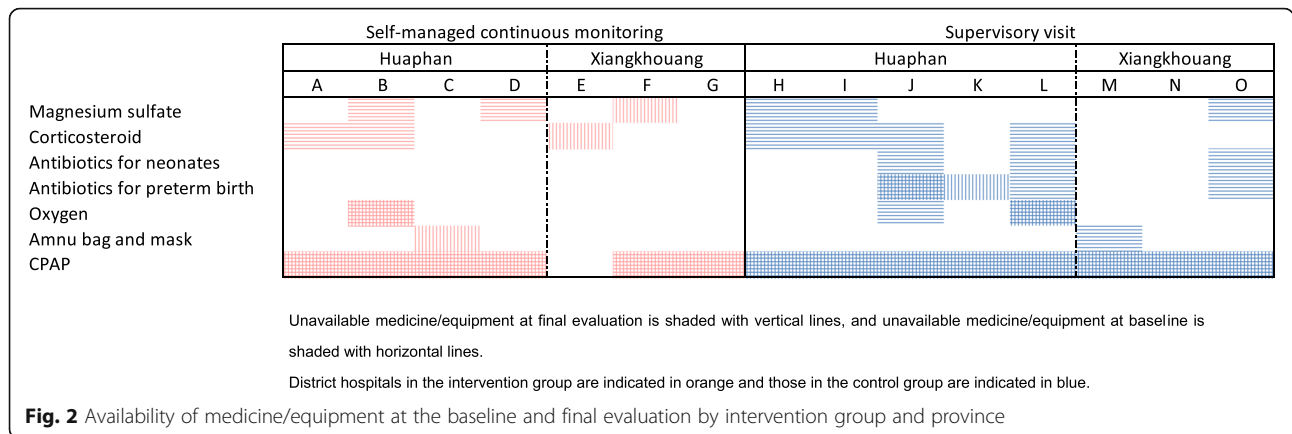 Self-managed continuous monitoring Supervisory visit
Huaphan Xiangkhouang Huaphan Xiangkhouang
A B C D E F G H I J K L M N O
Magnesium sulfate
Corticosteroid
Antibiotics for neonates
Antibiotics for preterm birth
Oxygen
Amnu bag and mask
CPAP
Unavailable medicine/equipment at final evaluation is shaded with vertical lines, and unavailable medicine/equipment at baseline is
shaded with horizontal lines.
District hospitals in the intervention group are indicated in orange and those in the control group are indicated in blue.
Fig. 2 Availability of medicine/equipment at the baseline and final evaluation by intervention group and province